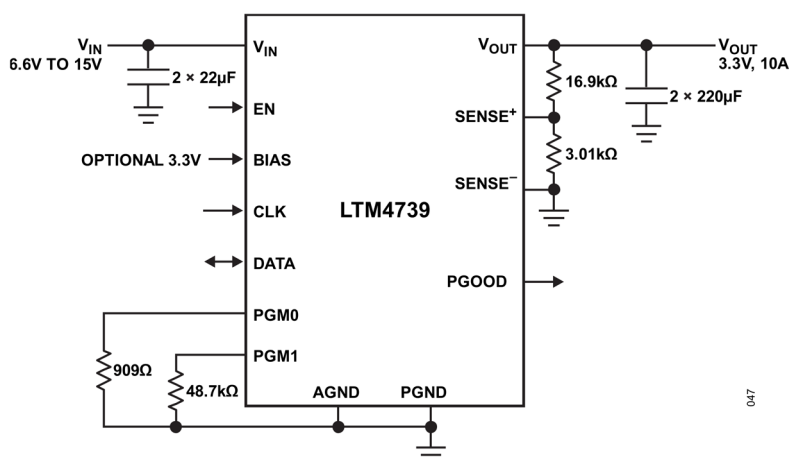 V_IN
6.6V TO 15V
2 × 22µF
V_IN
EN
OPTIONAL 3.3V
BIAS
CLK
DATA
PGM0
PGM1
909Ω
48.7kΩ
LTM4739
AGND
PGND
V_OUT
SENSE⁺
SENSE⁻
PGOOD
16.9kΩ
3.01kΩ
2 × 220µF
V_OUT
3.3V, 10A
047